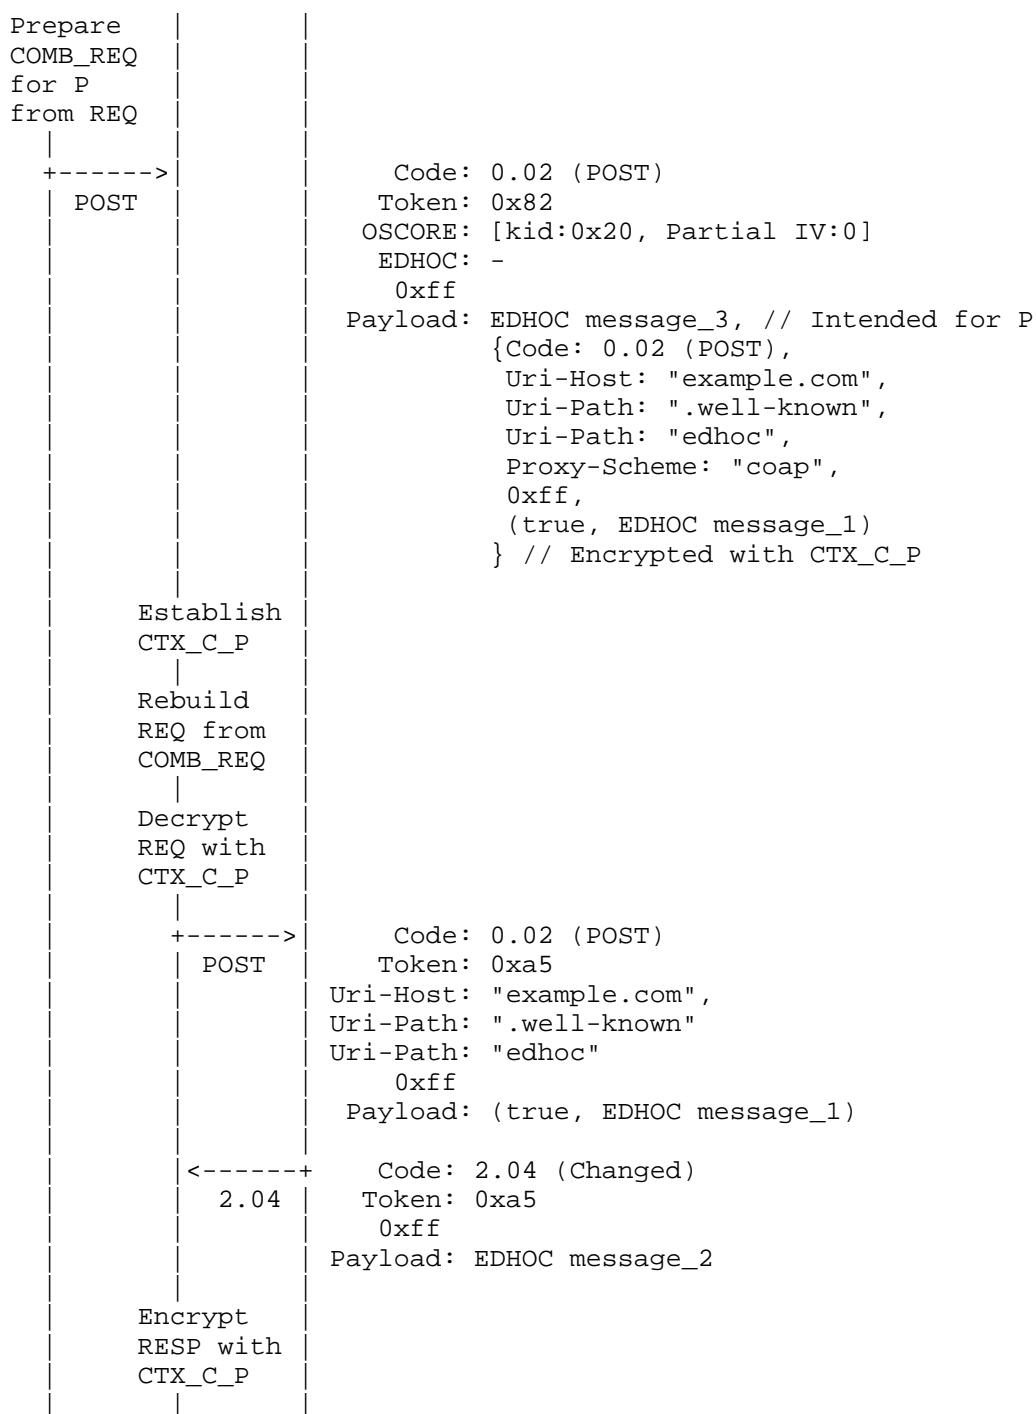 Prepare
COMB_REQ
for P
from REQ
+------> Code: 0.02 (POST)
POST Token: 0x82
OSCORE: [kid:0x20, Partial IV:0]
EDHOC: -
0xff
Payload: EDHOC message_3, // Intended for P
{Code: 0.02 (POST),
Uri-Host: "example.com",
Uri-Path: ".well-known",
Uri-Path: "edhoc",
Proxy-Scheme: "coap",
0xff,
(true, EDHOC message_1)
} // Encrypted with CTX_C_P
Establish
CTX_C_P
Rebuild
REQ from
COMB_REQ
Decrypt
REQ with
CTX_C_P
+------> Code: 0.02 (POST)
POST Token: 0xa5
Uri-Host: "example.com",
Uri-Path: ".well-known"
Uri-Path: "edhoc"
0xff
Payload: (true, EDHOC message_1)
<------+ Code: 2.04 (Changed)
2.04 Token: 0xa5
0xff
Payload: EDHOC message_2
Encrypt
RESP with
CTX_C_P